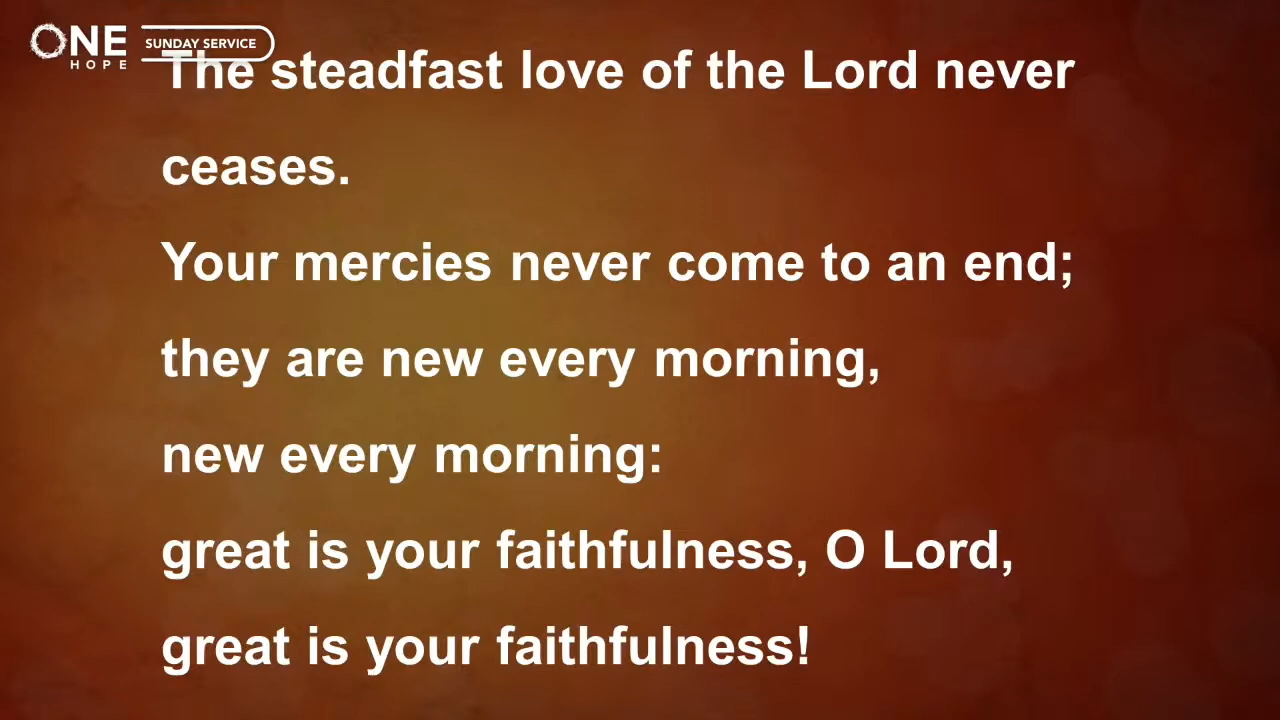 ONE
HOPE
SUNDAY SERVICE
The steadfast love of the Lord never
ceases.
Your mercies never come to an end;
they are new every morning,
new every morning:
great is your faithfulness, O Lord,
great is your faithfulness!